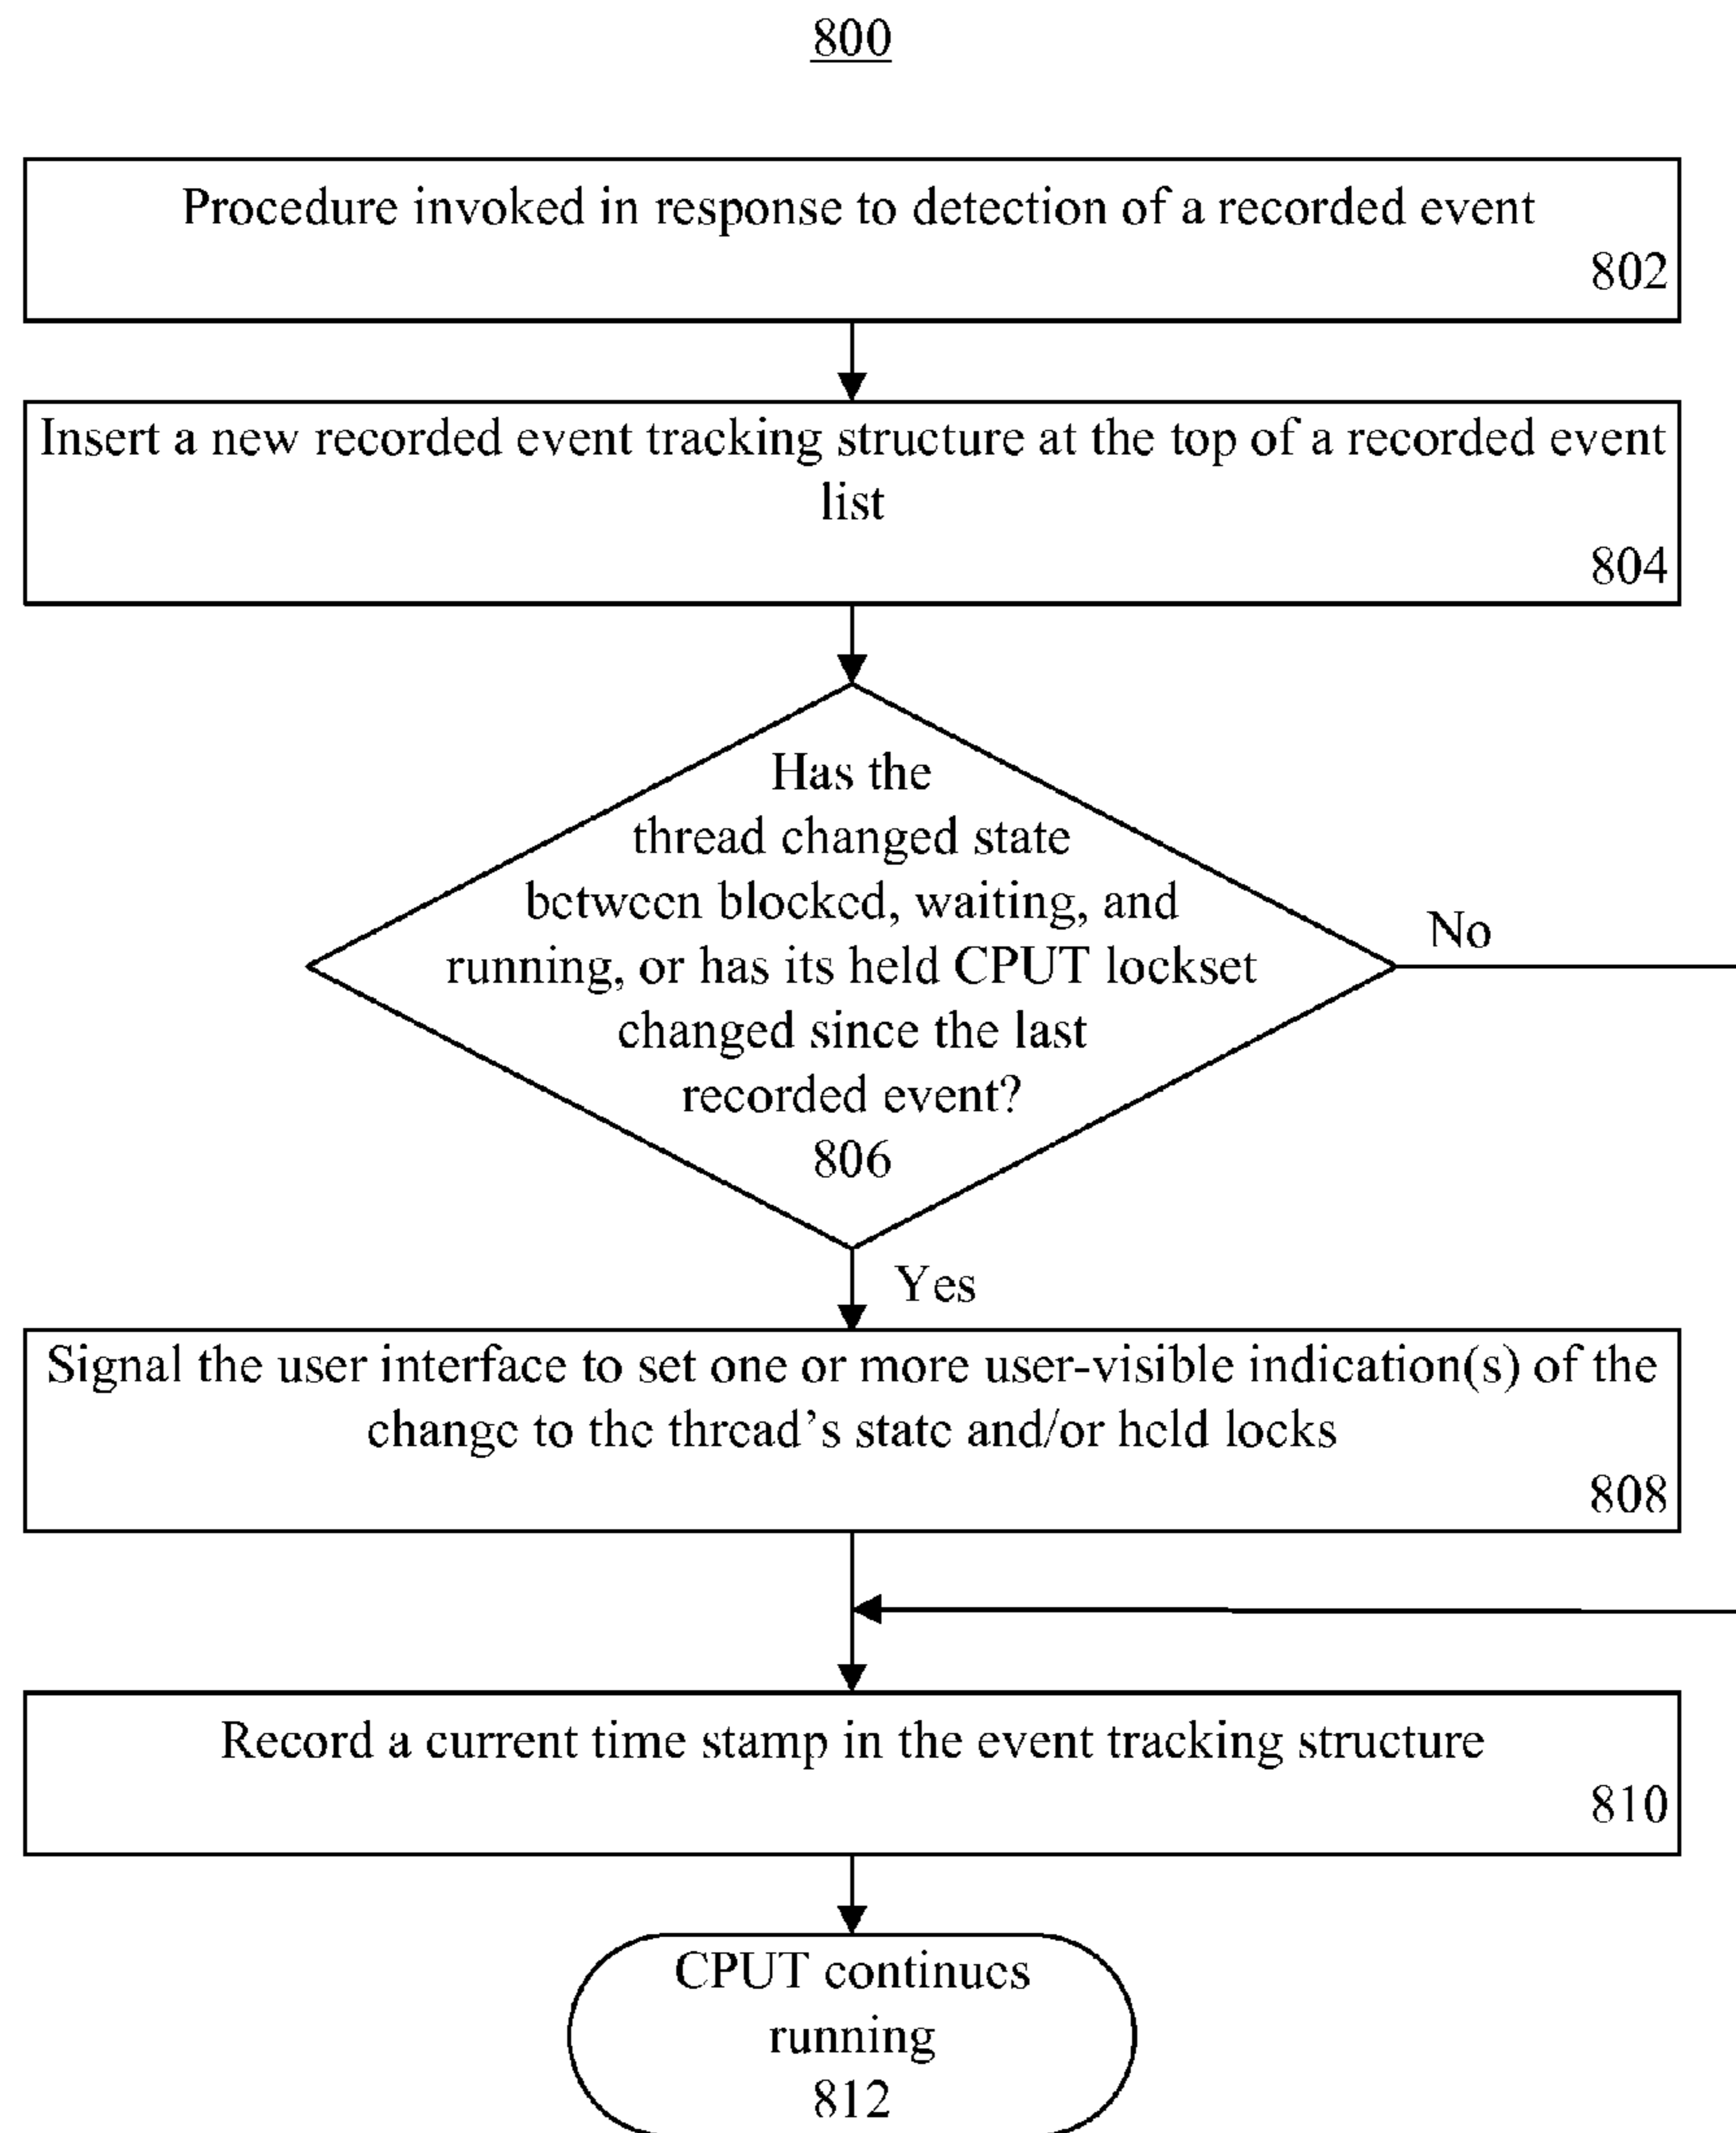 800
Procedure invoked in response to detection of a recorded event
802
Insert a new recorded event tracking structure at the top of a recorded event
list
804
Has the
thread changed state
between blocked, waiting, and
running, or has its held CPUT lockset
changed since the last
recorded event?
806
No
Yes
Signal the user interface to set one or more user-visible indication(s) of the
change to the thread's state and/or held locks
808
Record a current time stamp in the event tracking structure
810
CPUT continues
running
812